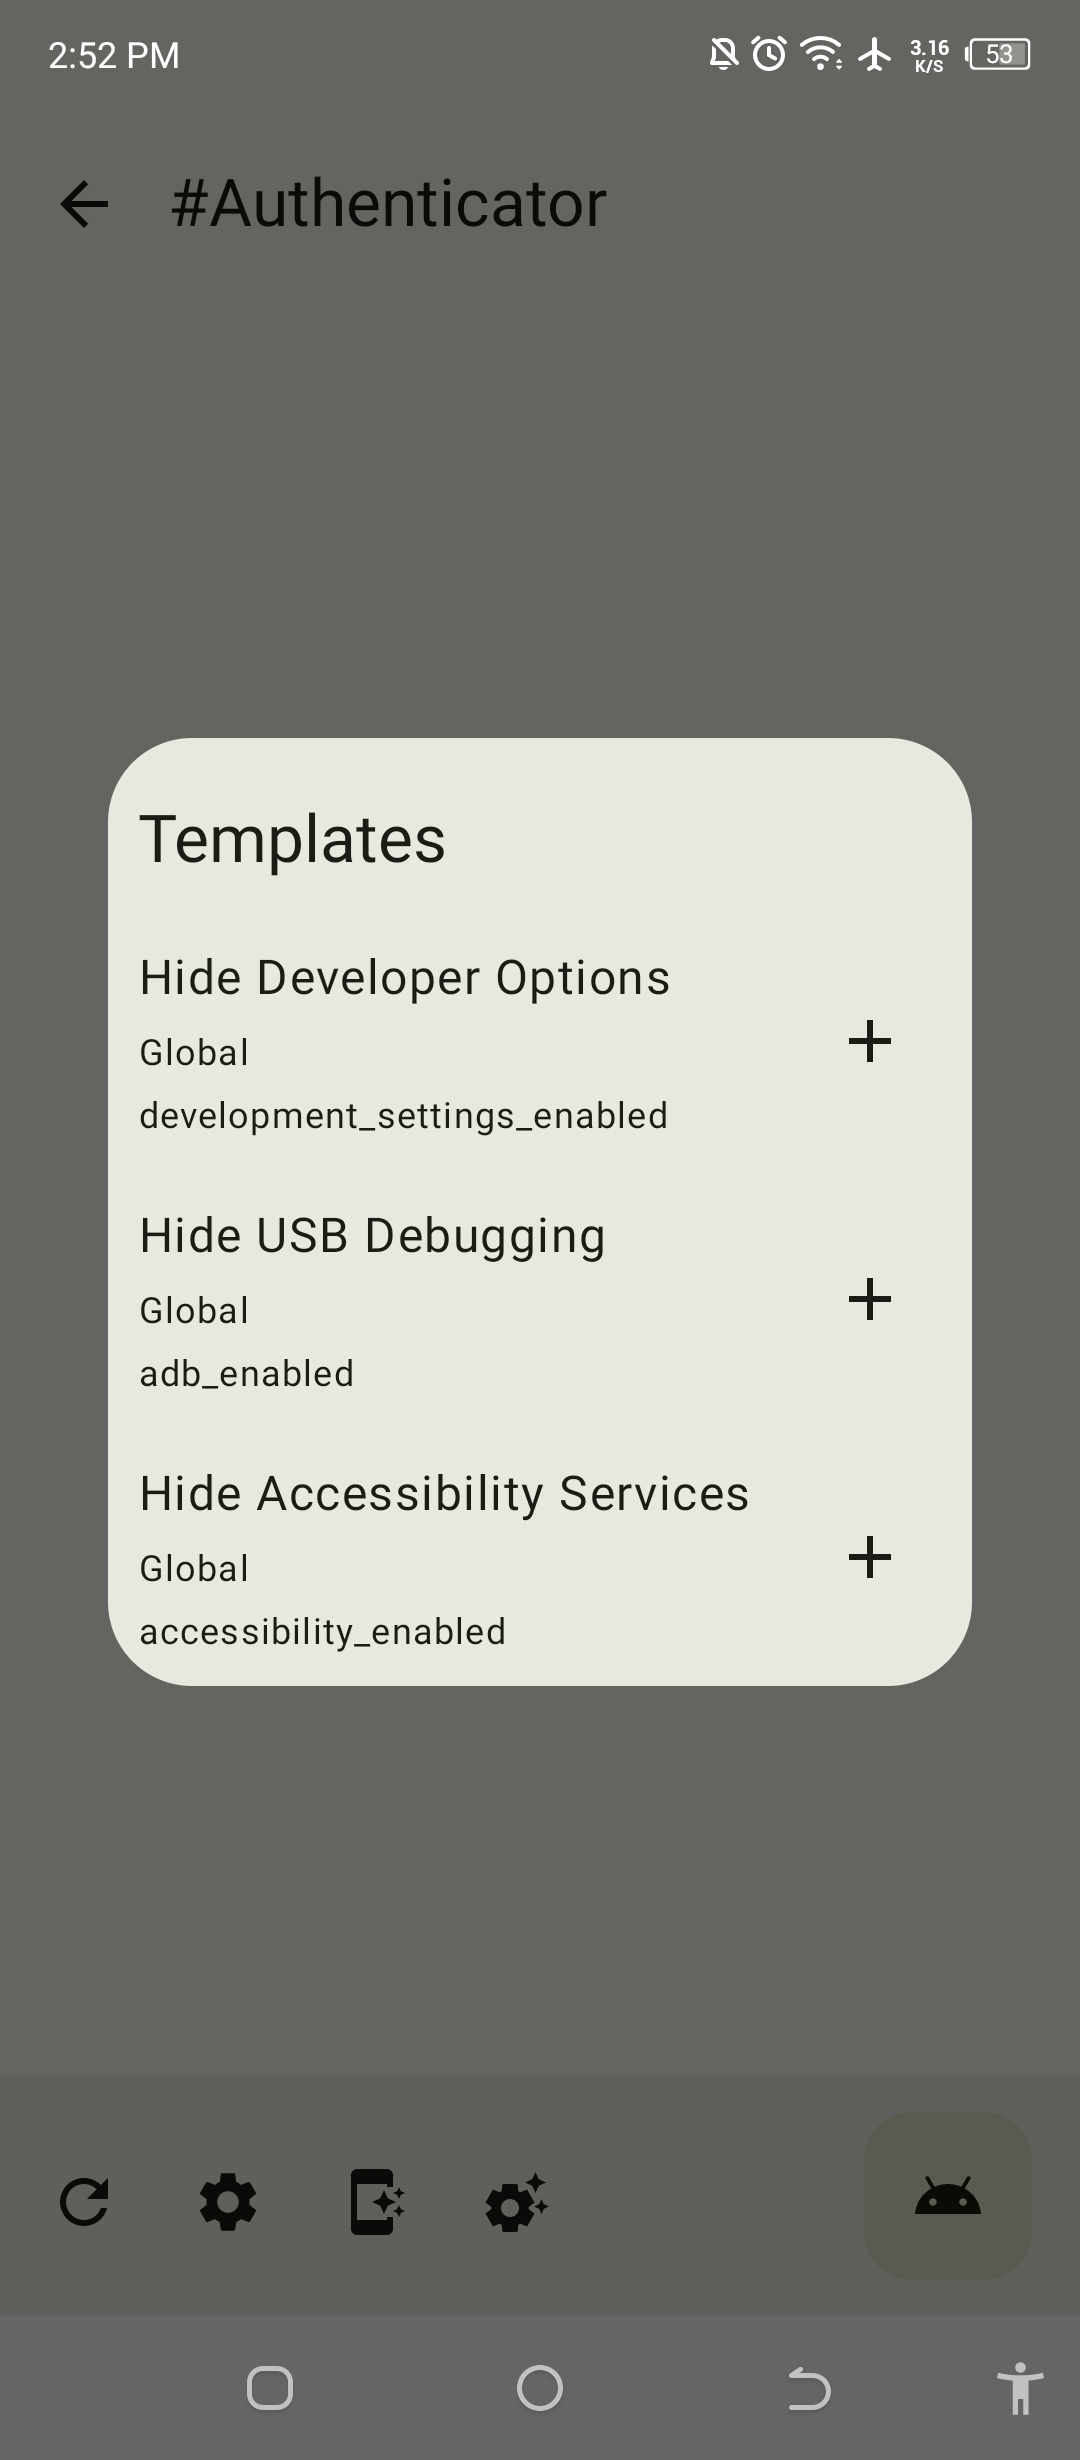 2:52 PM
3.16
K/S
53
#Authenticator
Templates
Hide Developer Options
Global
development_settings_enabled
Hide USB Debugging
Global
adb_enabled
Hide Accessibility Services
Global
accessibility_enabled